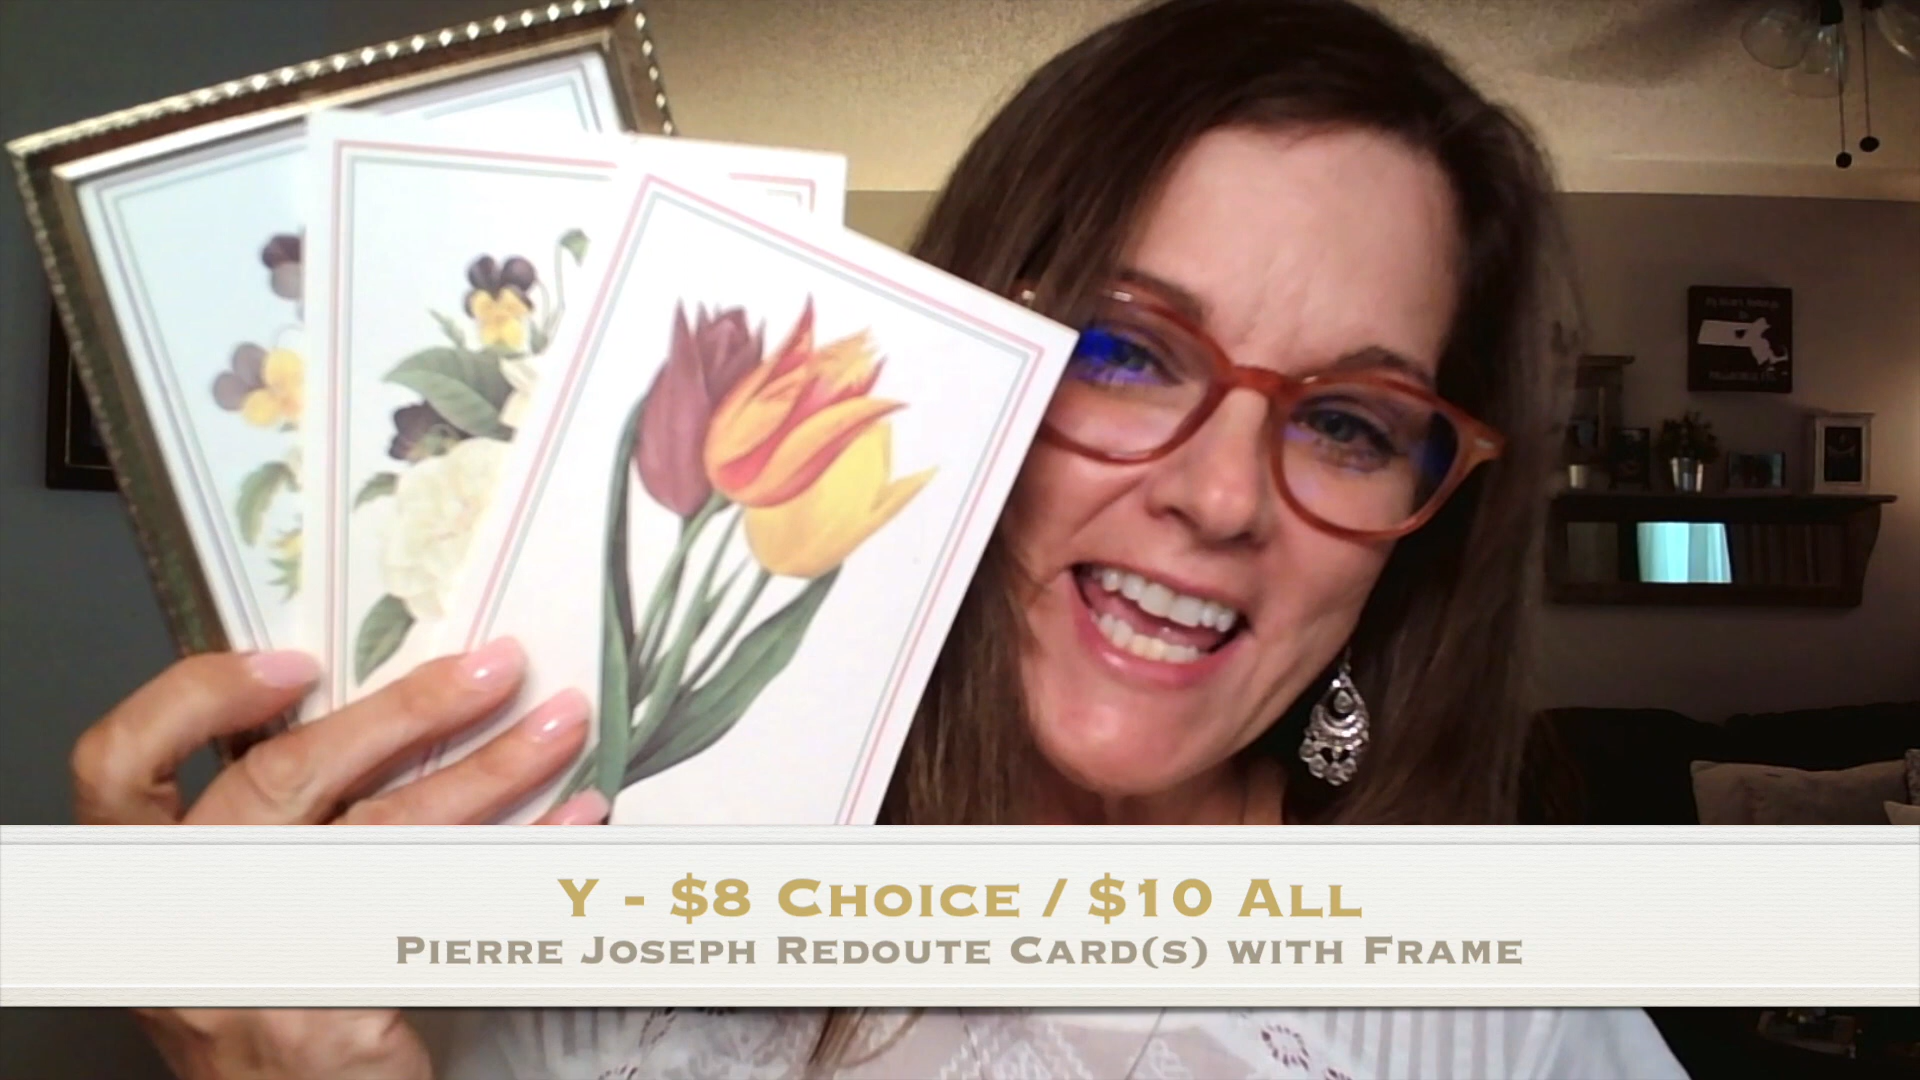 Y - $8 Choice / $10 All
Pierre Joseph Redoute Card(s) with Frame